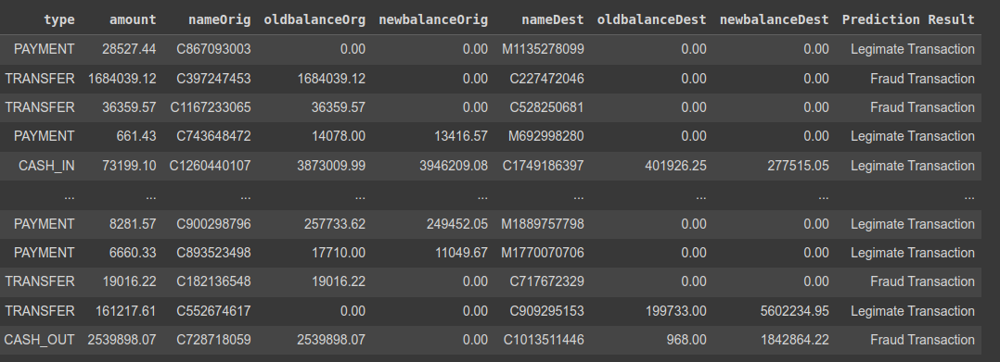 type amount nameOrig oldbalanceOrg newbalanceOrig nameDest oldbalanceDest newbalanceDest Prediction Result
PAYMENT 28527.44 C867093003 0.00 0.00 M1135278099 0.00 0.00 Legimate Transaction
TRANSFER 1684039.12 C397247453 1684039.12 0.00 C227472046 0.00 0.00 Fraud Transaction
TRANSFER 36359.57 C1167233065 36359.57 0.00 C528250681 0.00 0.00 Fraud Transaction
PAYMENT 661.43 C743648472 14078.00 13416.57 M692998280 0.00 0.00 Legimate Transaction
CASH_IN 73199.10 C1260440107 3873009.99 3946209.08 C1749186397 401926.25 277515.05 Legimate Transaction
... ... ... ... ... ... ... ... ...
PAYMENT 8281.57 C900298796 257733.62 249452.05 M1889757798 0.00 0.00 Legimate Transaction
PAYMENT 6660.33 C893523498 17710.00 11049.67 M1770070706 0.00 0.00 Legimate Transaction
TRANSFER 19016.22 C182136548 19016.22 0.00 C717672329 0.00 0.00 Fraud Transaction
TRANSFER 161217.61 C552674617 0.00 0.00 C909295153 199733.00 5602234.95 Legimate Transaction
CASH_OUT 2539898.07 C728718059 2539898.07 0.00 C1013511446 968.00 1842864.22 Fraud Transaction